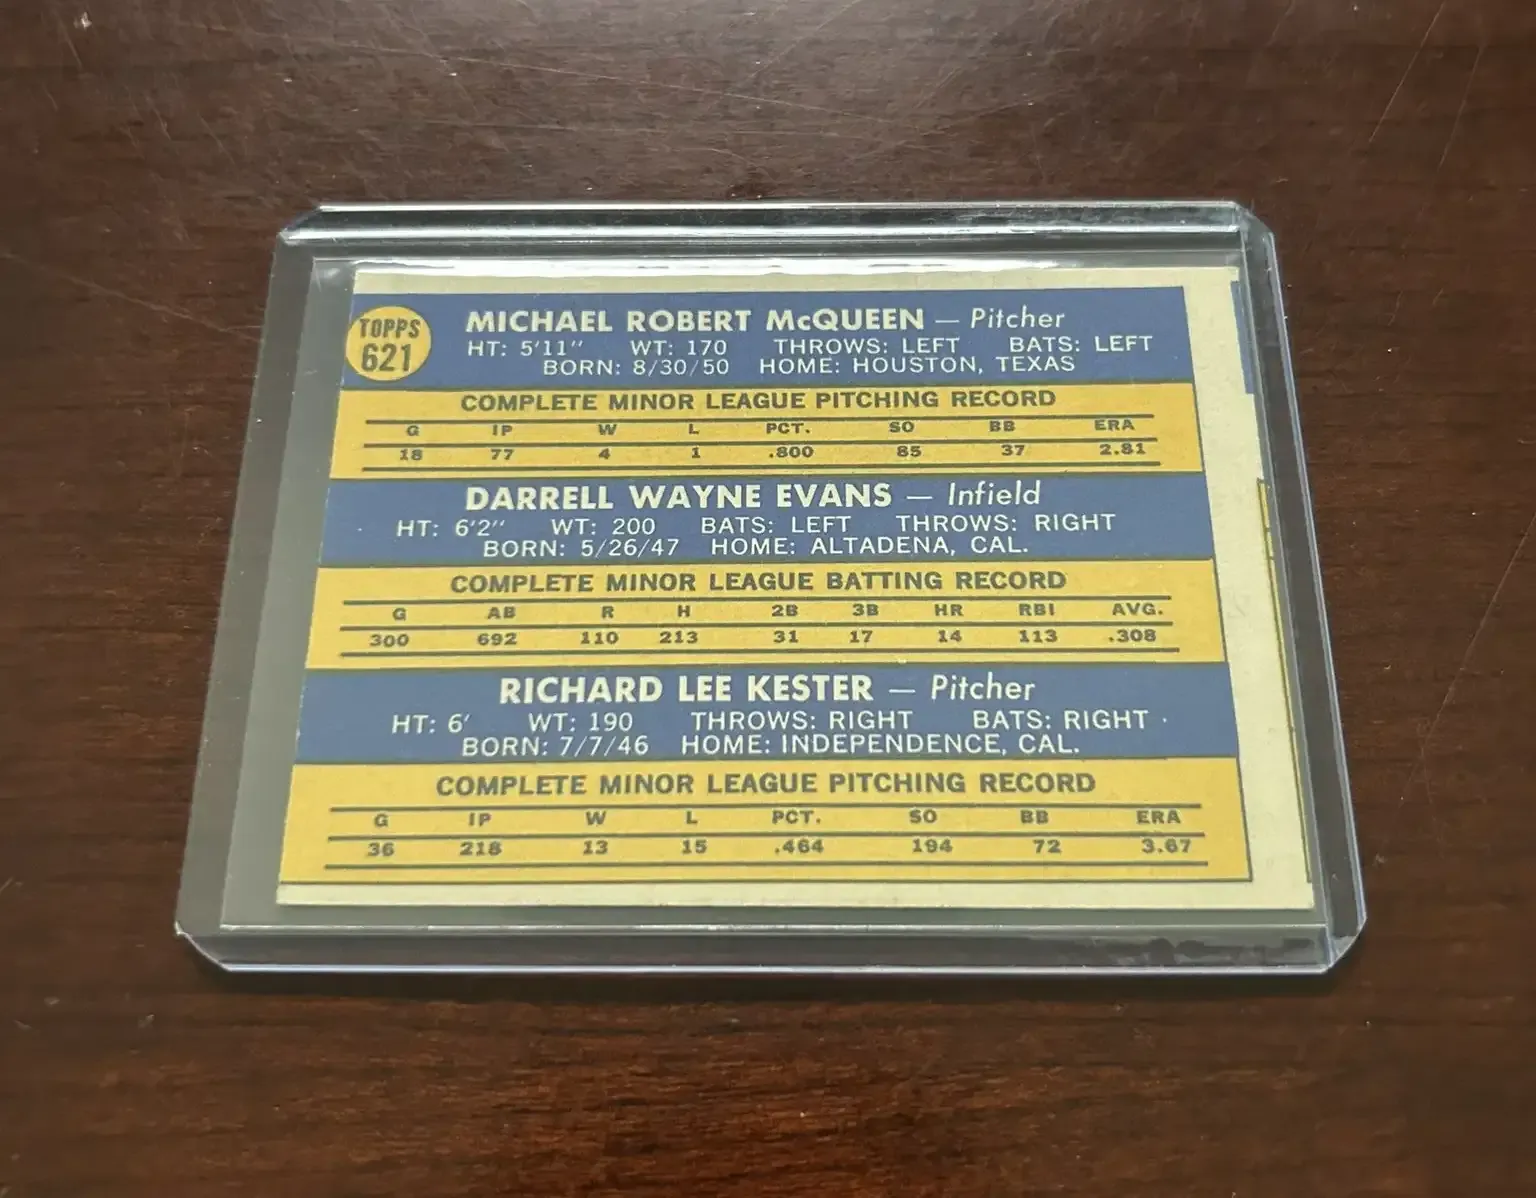 TOPPS
621
MICHAEL ROBERT McQUEEN — Pitcher
HT: 5'11" WT: 170 THROWS: LEFT BATS: LEFT
BORN: 8/30/50 HOME: HOUSTON, TEXAS
COMPLETE MINOR LEAGUE PITCHING RECORD
G IP W L PCT. SO BB ERA
18 77 4 1 .800 85 37 2.81
DARRELL WAYNE EVANS — Infield
HT: 6'2" WT: 200 BATS: LEFT THROWS: RIGHT
BORN: 5/26/47 HOME: ALTADENA, CAL.
COMPLETE MINOR LEAGUE BATTING RECORD
G AB R H 2B 3B HR RBI AVG.
300 692 110 213 31 17 14 113 .308
RICHARD LEE KESTER — Pitcher
HT: 6' WT: 190 THROWS: RIGHT BATS: RIGHT
BORN: 7/7/46 HOME: INDEPENDENCE, CAL.
COMPLETE MINOR LEAGUE PITCHING RECORD
G IP W L PCT. SO BB ERA
36 218 13 15 .464 194 72 3.67